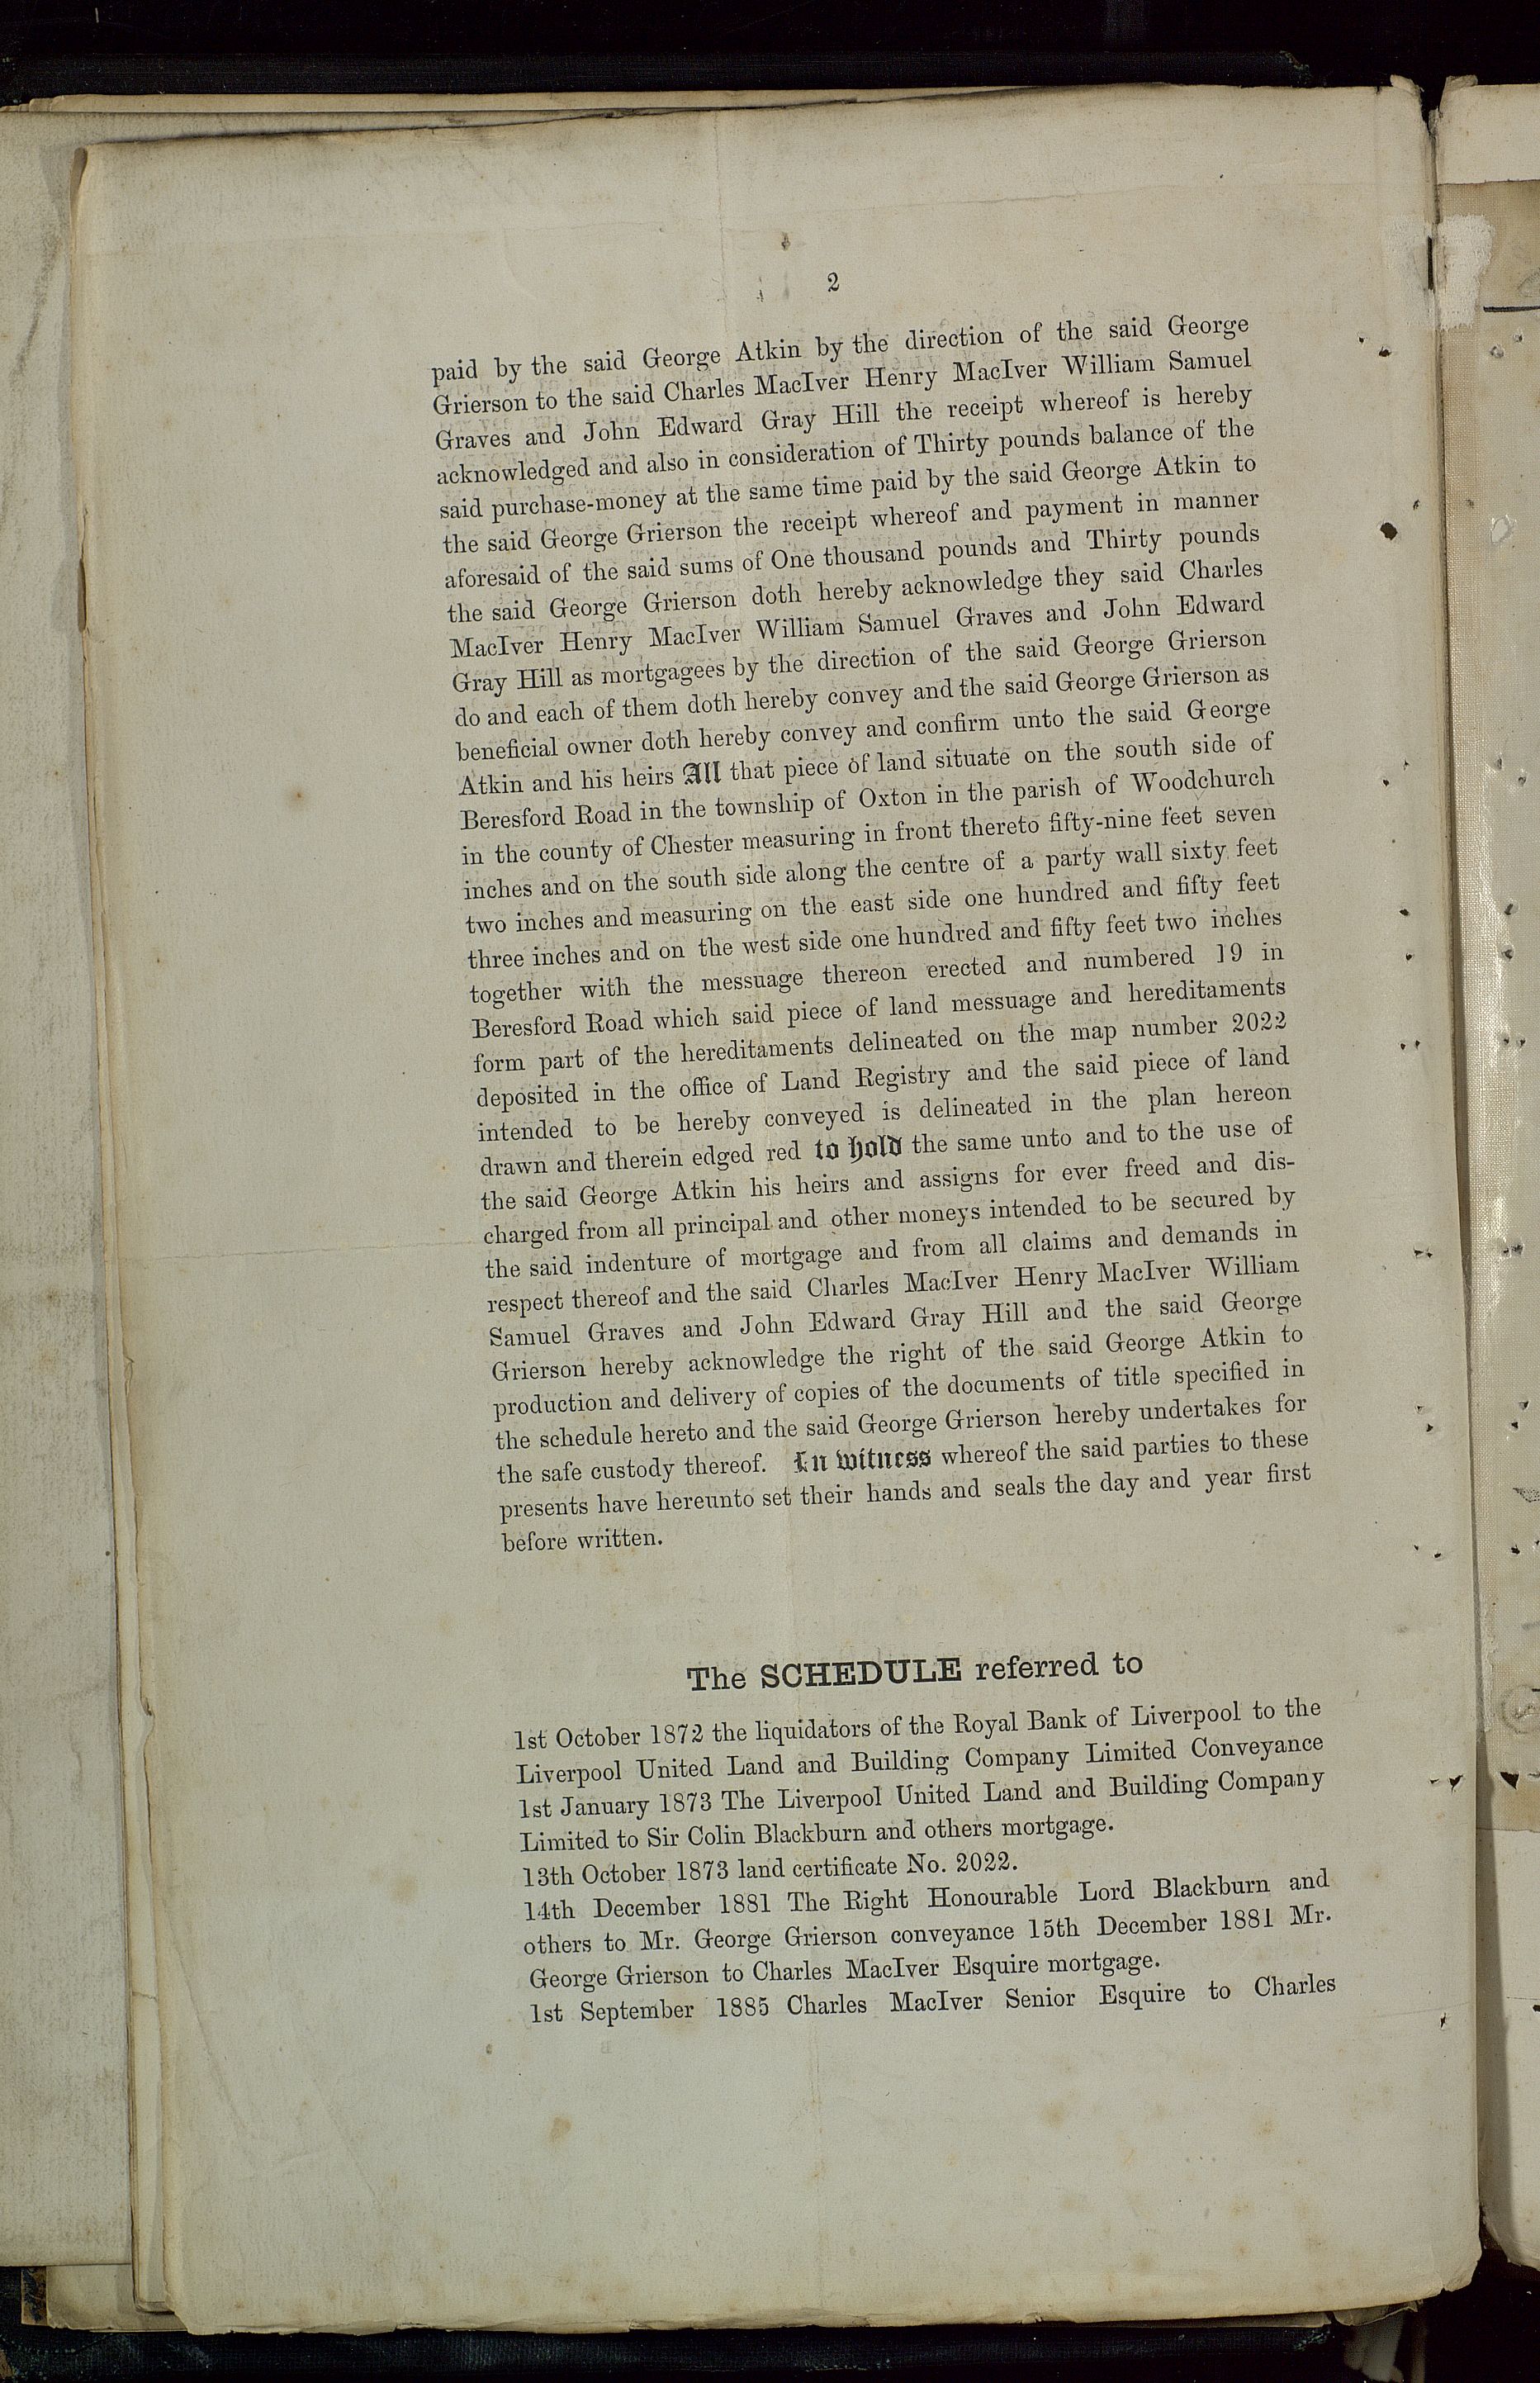 2
paid by the said George Atkin by the direction of the said George
Grierson to the said Charles MacIver Henry MacIver William Samuel
Graves and John Edward Gray Hill the receipt whereof is hereby
acknowledged and also in consideration of Thirty pounds balance of the
said purchase-money at the same time paid by the said George Atkin to
the said George Grierson the receipt whereof and payment in manner
aforesaid of the said sums of One thousand pounds and Thirty pounds
the said George Grierson doth hereby acknowledge they said Charles
MacIver Henry MacIver William Samuel Graves and John Edward
Gray Hill as mortgagees by the direction of the said George Grierson
do and each of them doth hereby convey and the said George Grierson as
beneficial owner doth hereby convey and confirm unto the said George
Atkin and his heirs All that piece of land situate on the south side of
Beresford Road in the township of Oxton in the parish of Woodchurch
in the county of Chester measuring in front thereto fifty-nine feet seven
inches and on the south side along the centre of a party wall sixty feet
two inches and measuring on the east side one hundred and fifty feet
three inches and on the west side one hundred and fifty feet two inches
together with the messuage thereon erected and numbered 19 in
Beresford Road which said piece of land messuage and hereditaments
form part of the hereditaments delineated on the map number 2022
deposited in the office of Land Registry and the said piece of land
intended to be hereby conveyed is delineated in the plan hereon
drawn and therein edged red to hold the same unto and to the use of
the said George Atkin his heirs and assigns for ever freed and dis-
charged from all principal and other moneys intended to be secured by
the said indenture of mortgage and from all claims and demands in
respect thereof and the said Charles MacIver Henry MacIver William
Samuel Graves and John Edward Gray Hill and the said George
Grierson hereby acknowledge the right of the said George Atkin to
production and delivery of copies of the documents of title specified in
the schedule hereto and the said George Grierson hereby undertakes for
the safe custody thereof. In witness whereof the said parties to these
presents have hereunto set their hands and seals the day and year first
before written.
The SCHEDULE referred to
1st October 1872 the liquidators of the Royal Bank of Liverpool to the
Liverpool United Land and Building Company Limited Conveyance
1st January 1873 The Liverpool United Land and Building Company
Limited to Sir Colin Blackburn and others mortgage.
13th October 1873 land certificate No. 2022.
14th December 1881 The Right Honourable Lord Blackburn and
others to Mr. George Grierson conveyance 15th December 1881 Mr.
George Grierson to Charles MacIver Esquire mortgage.
1st September 1885 Charles MacIver Senior Esquire to Charles